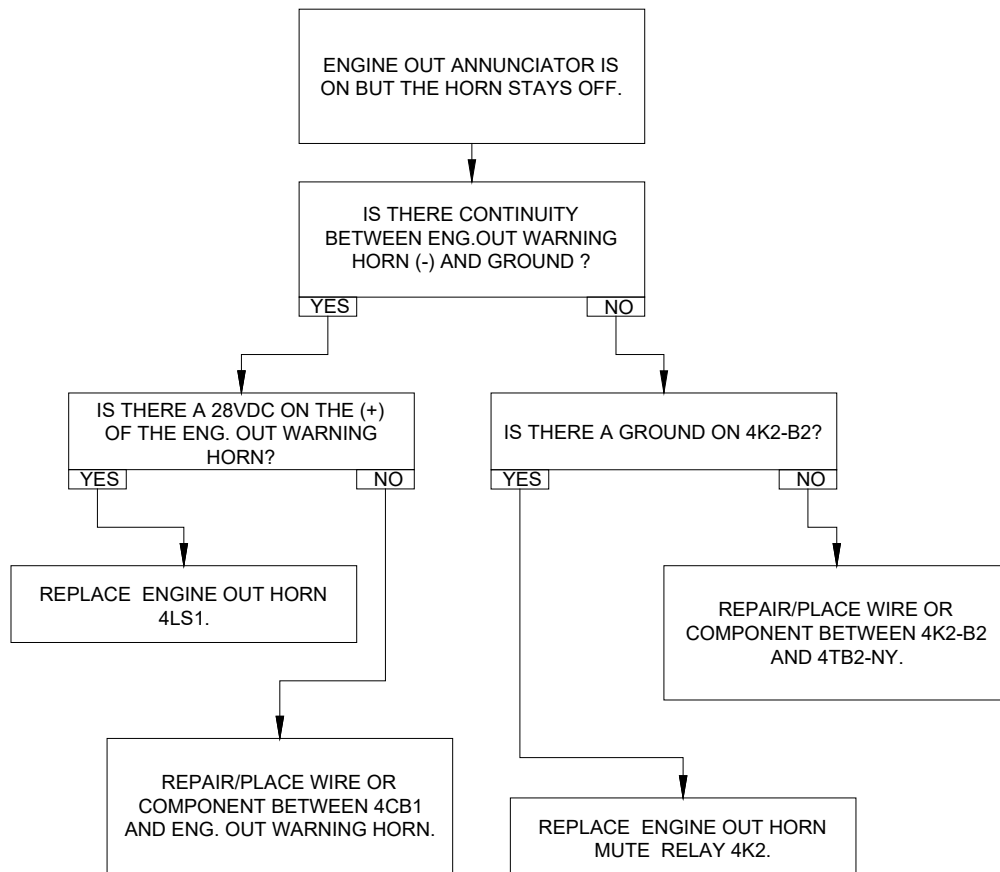 ENGINE OUT ANNUNCIATOR IS
ON BUT THE HORN STAYS OFF.
IS THERE CONTINUITY
BETWEEN ENG.OUT WARNING
HORN (-) AND GROUND ?
YES
NO
IS THERE A 28VDC ON THE (+)
OF THE ENG. OUT WARNING
HORN?
YES
NO
IS THERE A GROUND ON 4K2-B2?
YES
NO
REPLACE ENGINE OUT HORN
4LS1.
REPAIR/PLACE WIRE OR
COMPONENT BETWEEN 4K2-B2
AND 4TB2-NY.
REPAIR/PLACE WIRE OR
COMPONENT BETWEEN 4CB1
AND ENG. OUT WARNING HORN.
REPLACE ENGINE OUT HORN
MUTE RELAY 4K2.